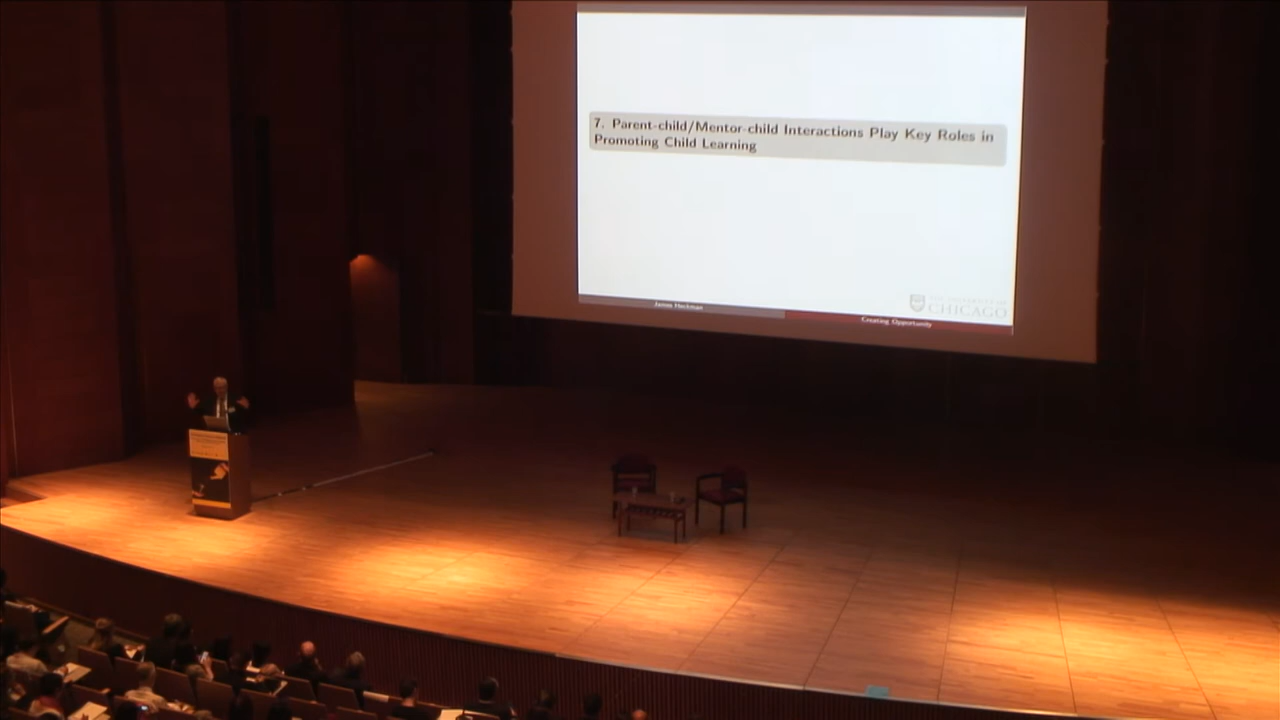 7. Parent-child/Mentor-child Interactions Play Key Roles in
Promoting Child Learning
CHICAGO
James Heckman
Creating Opportunity